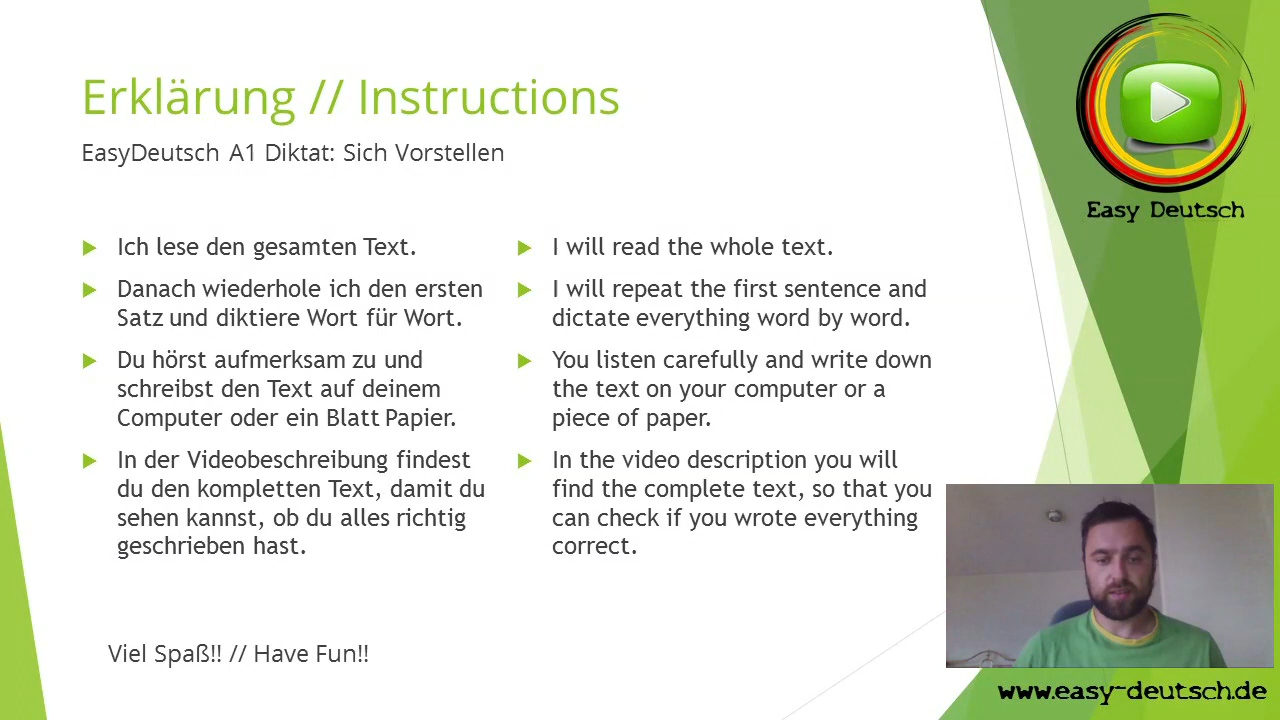 Erklärung // Instructions
EasyDeutsch A1 Diktat: Sich Vorstellen
Ich lese den gesamten Text.
Danach wiederhole ich den ersten
Satz und diktiere Wort für Wort.
Du hörst aufmerksam zu und
schreibst den Text auf deinem
Computer oder ein Blatt Papier.
In der Videobeschreibung findest
du den kompletten Text, damit du
sehen kannst, ob du alles richtig
geschrieben hast.
I will read the whole text.
I will repeat the first sentence and
dictate everything word by word.
You listen carefully and write down
the text on your computer or a
piece of paper.
In the video description you will
find the complete text, so that you
can check if you wrote everything
correct.
Viel Spaß!! // Have Fun!!
Easy Deutsch
www.easy-deutsch.de